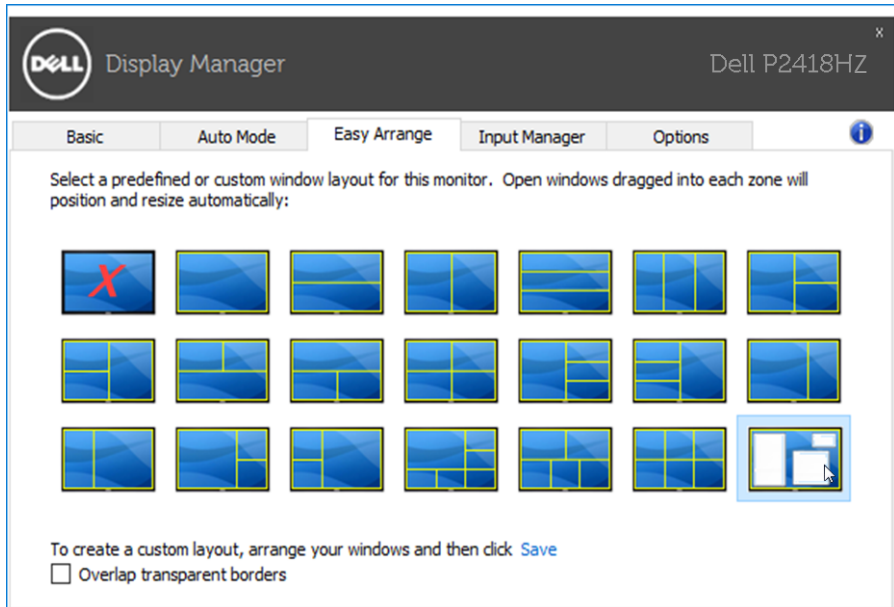 DELL
Display Manager
Dell P2418HZ
x
Basic
Auto Mode
Easy Arrange
Input Manager
Options
i
Select a predefined or custom window layout for this monitor. Open windows dragged into each zone will
position and resize automatically:
X
To create a custom layout, arrange your windows and then click Save
Overlap transparent borders